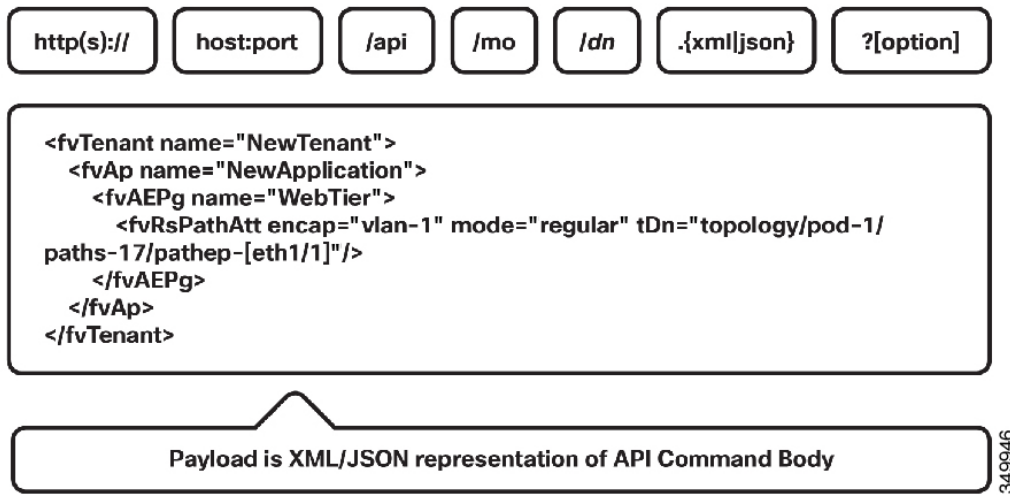 http(s):// host:port /api /mo /dn .{xml|json} ?[option]
<fvTenant name="NewTenant">
<fvAp name="NewApplication">
<fvAEPg name="WebTier">
<fvRsPathAtt encap="vlan-1" mode="regular" tDn="topology/pod-1/
paths-17/pathep-[eth1/1]"/>
</fvAEPg>
</fvAp>
</fvTenant>
Payload is XML/JSON representation of API Command Body
349946